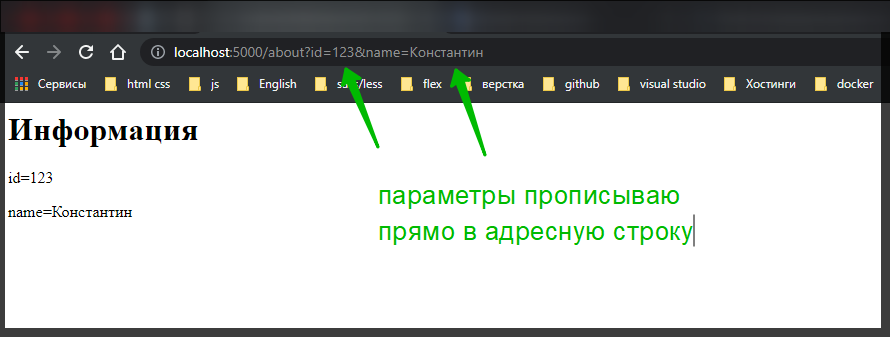 localhost:5000/about?id=123&name=Константин
Сервисы html css js English sass/less flex верстка github visual studio Хостинги docker
Информация
id=123
name=Константин
параметры прописываю
прямо в адресную строку